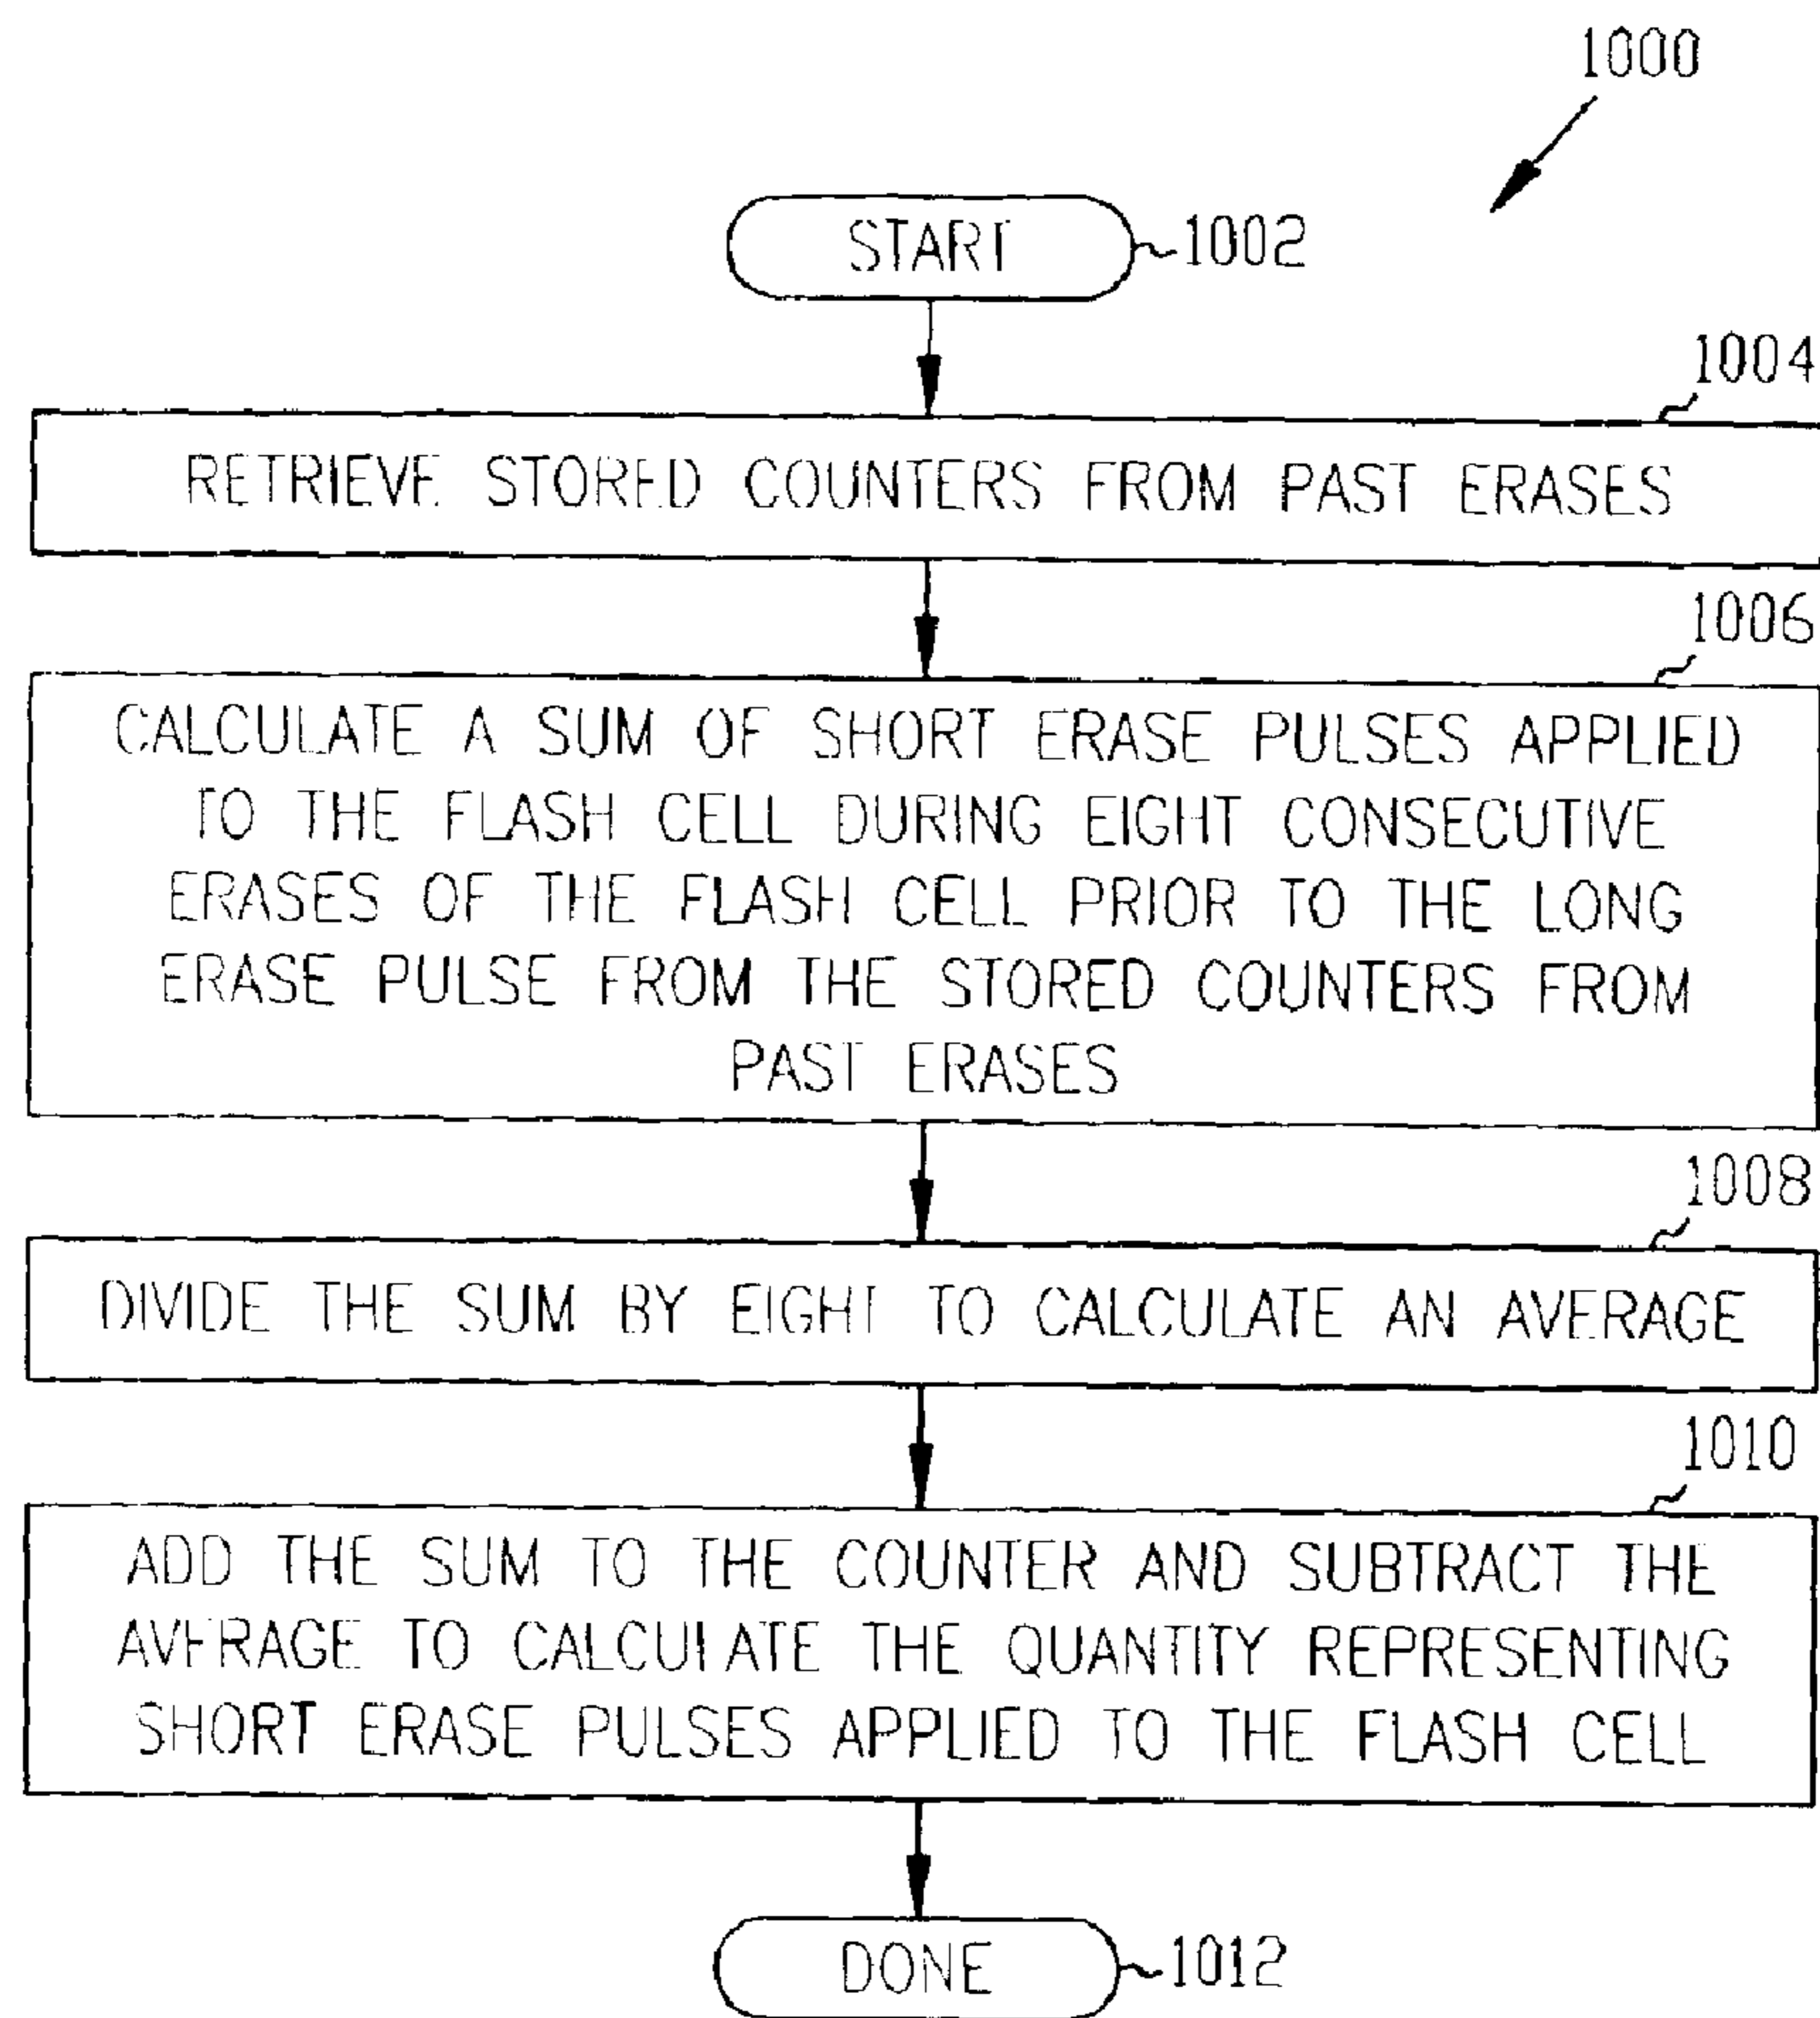 1000
START
1002
1004
RETRIEVE STORED COUNTERS FROM PAST ERASES
1006
CALCULATE A SUM OF SHORT ERASE PULSES APPLIED
TO THE FLASH CELL DURING EIGHT CONSECUTIVE
ERASES OF THE FLASH CELL PRIOR TO THE LONG
ERASE PULSE FROM THE STORED COUNTERS FROM
PAST ERASES
1008
DIVIDE THE SUM BY EIGHT TO CALCULATE AN AVERAGE
1010
ADD THE SUM TO THE COUNTER AND SUBTRACT THE
AVERAGE TO CALCULATE THE QUANTITY REPRESENTING
SHORT ERASE PULSES APPLIED TO THE FLASH CELL
DONE
1012